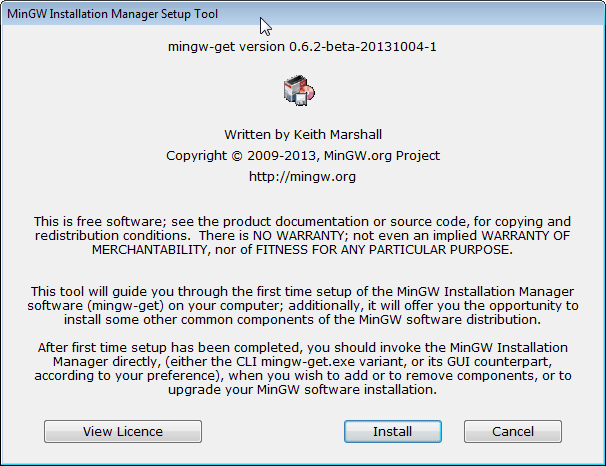 MinGW Installation Manager Setup Tool
mingw-get version 0.6.2-beta-20131004-1
Written by Keith Marshall
Copyright © 2009-2013, MinGW.org Project
http://mingw.org
This is free software; see the product documentation or source code, for copying and
redistribution conditions.  There is NO WARRANTY; not even an implied WARRANTY OF
MERCHANTABILITY, nor of FITNESS FOR ANY PARTICULAR PURPOSE.
This tool will guide you through the first time setup of the MinGW Installation Manager
software (mingw-get) on your computer; additionally, it will offer you the opportunity to
install some other common components of the MinGW software distribution.
After first time setup has been completed, you should invoke the MinGW Installation
Manager directly, (either the CLI mingw-get.exe variant, or its GUI counterpart,
according to your preference), when you wish to add or to remove components, or to
upgrade your MinGW software installation.
View Licence
Install
Cancel